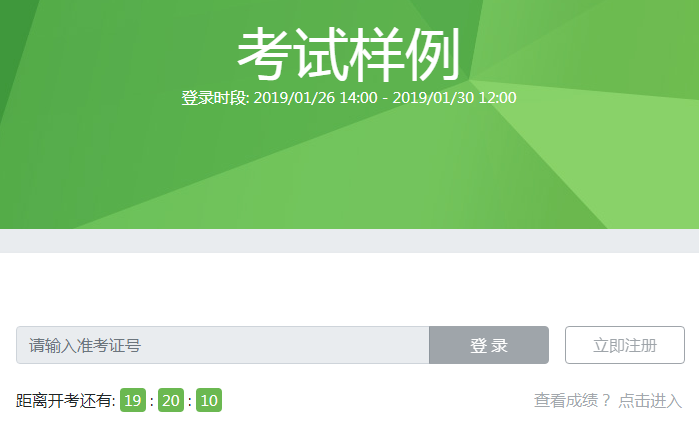 考试样例
登录时段: 2019/01/26 14:00 - 2019/01/30 12:00
请输入准考证号 登 录 立即注册
距离开考还有: 19 : 20 : 10 查看成绩？ 点击进入